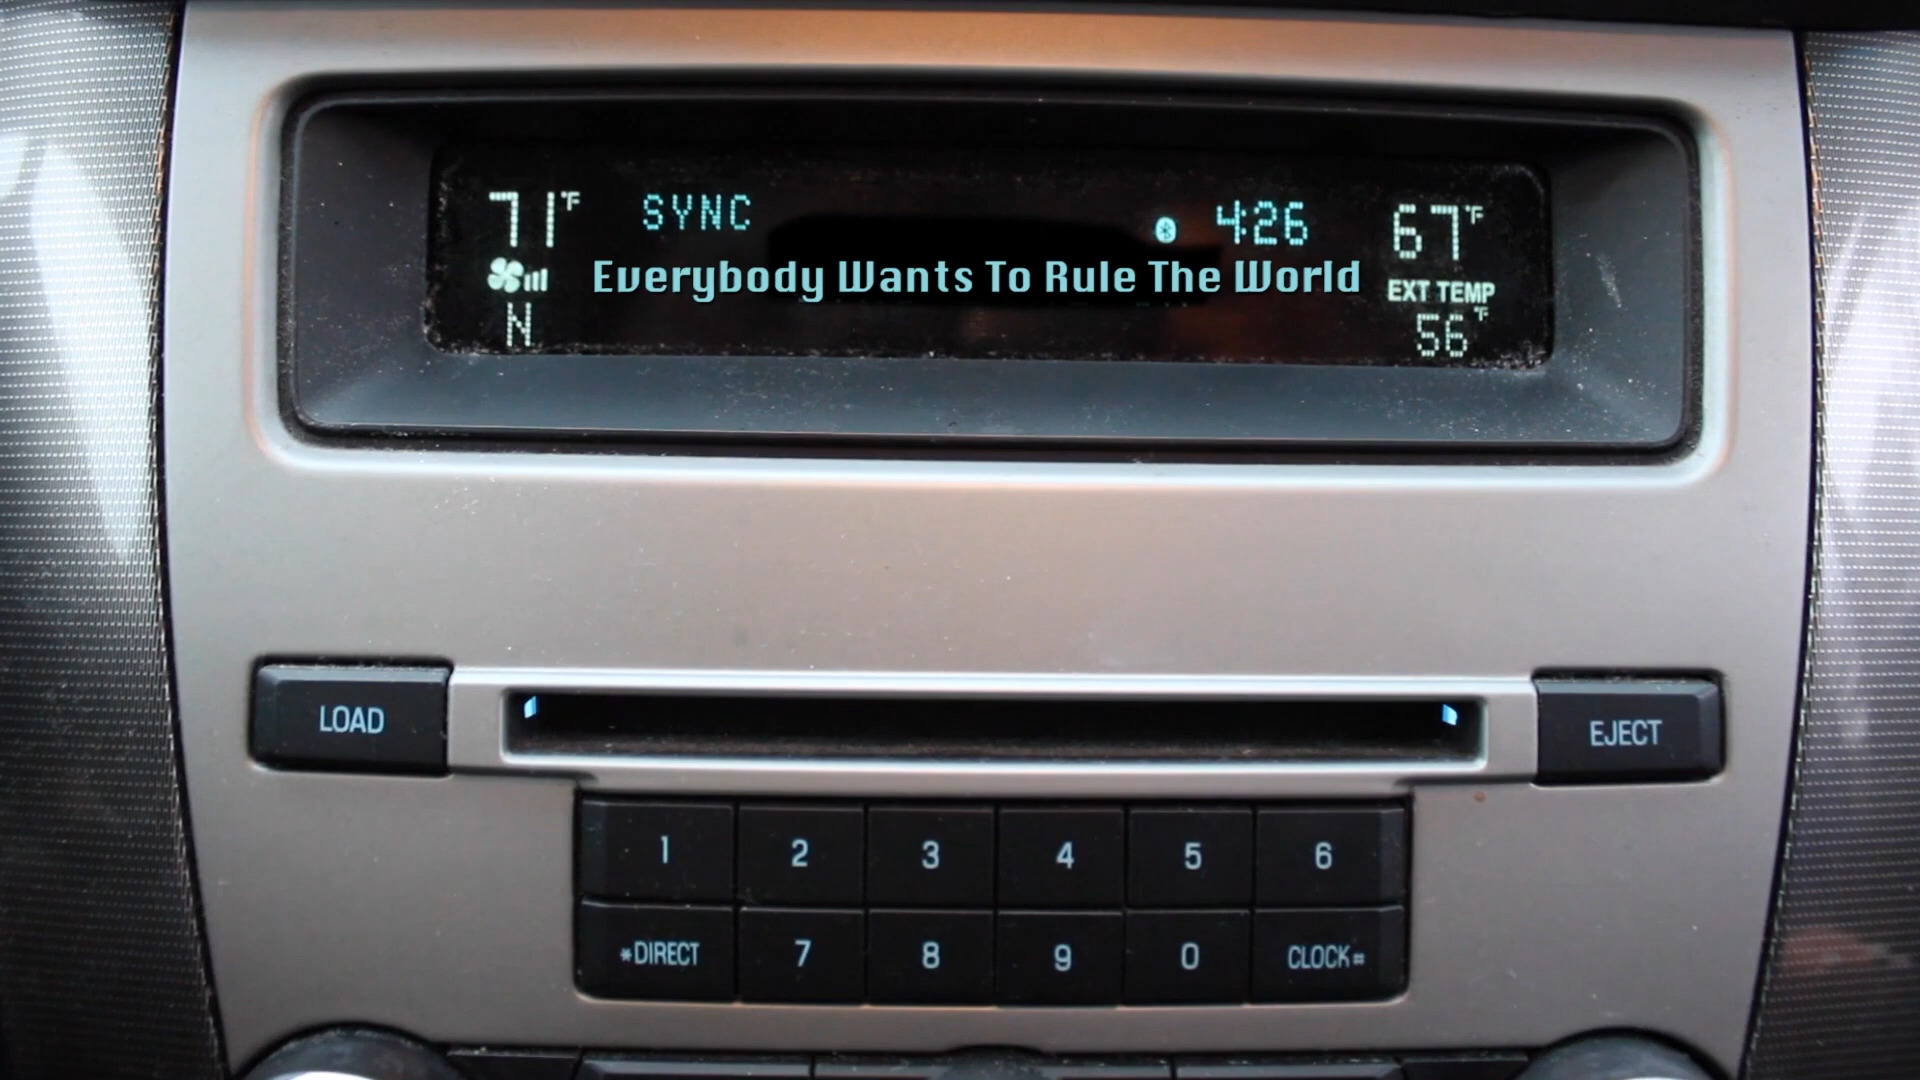 71°F SYNC 4:26 67°F
Everybody Wants To Rule The World
EXT TEMP
N 56°F
LOAD
EJECT
1 2 3 4 5 6
*DIRECT 7 8 9 0 CLOCK#